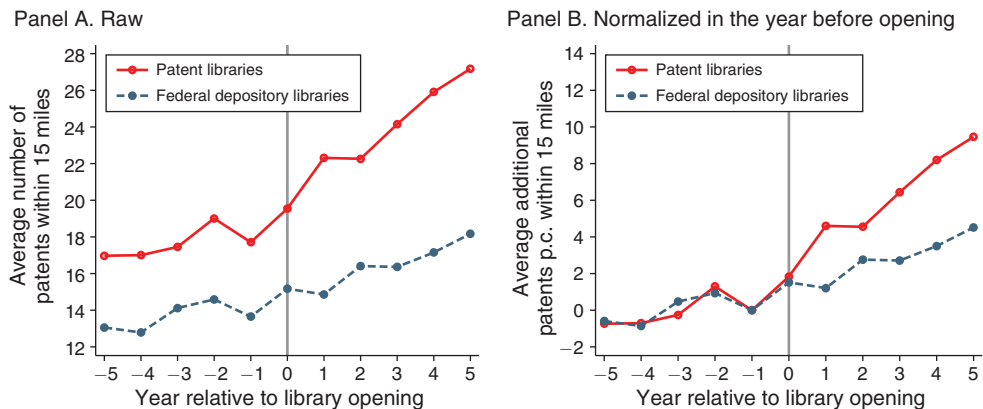 Panel A. Raw
28
26
24
22
20
18
16
14
12
Average number of
patents within 15 miles
Patent libraries
Federal depository libraries
−5 −4 −3 −2 −1 0 1 2 3 4 5
Year relative to library opening
Panel B. Normalized in the year before opening
14
12
10
8
6
4
2
0
−2
Average additional
patents p.c. within 15 miles
Patent libraries
Federal depository libraries
−5 −4 −3 −2 −1 0 1 2 3 4 5
Year relative to library opening